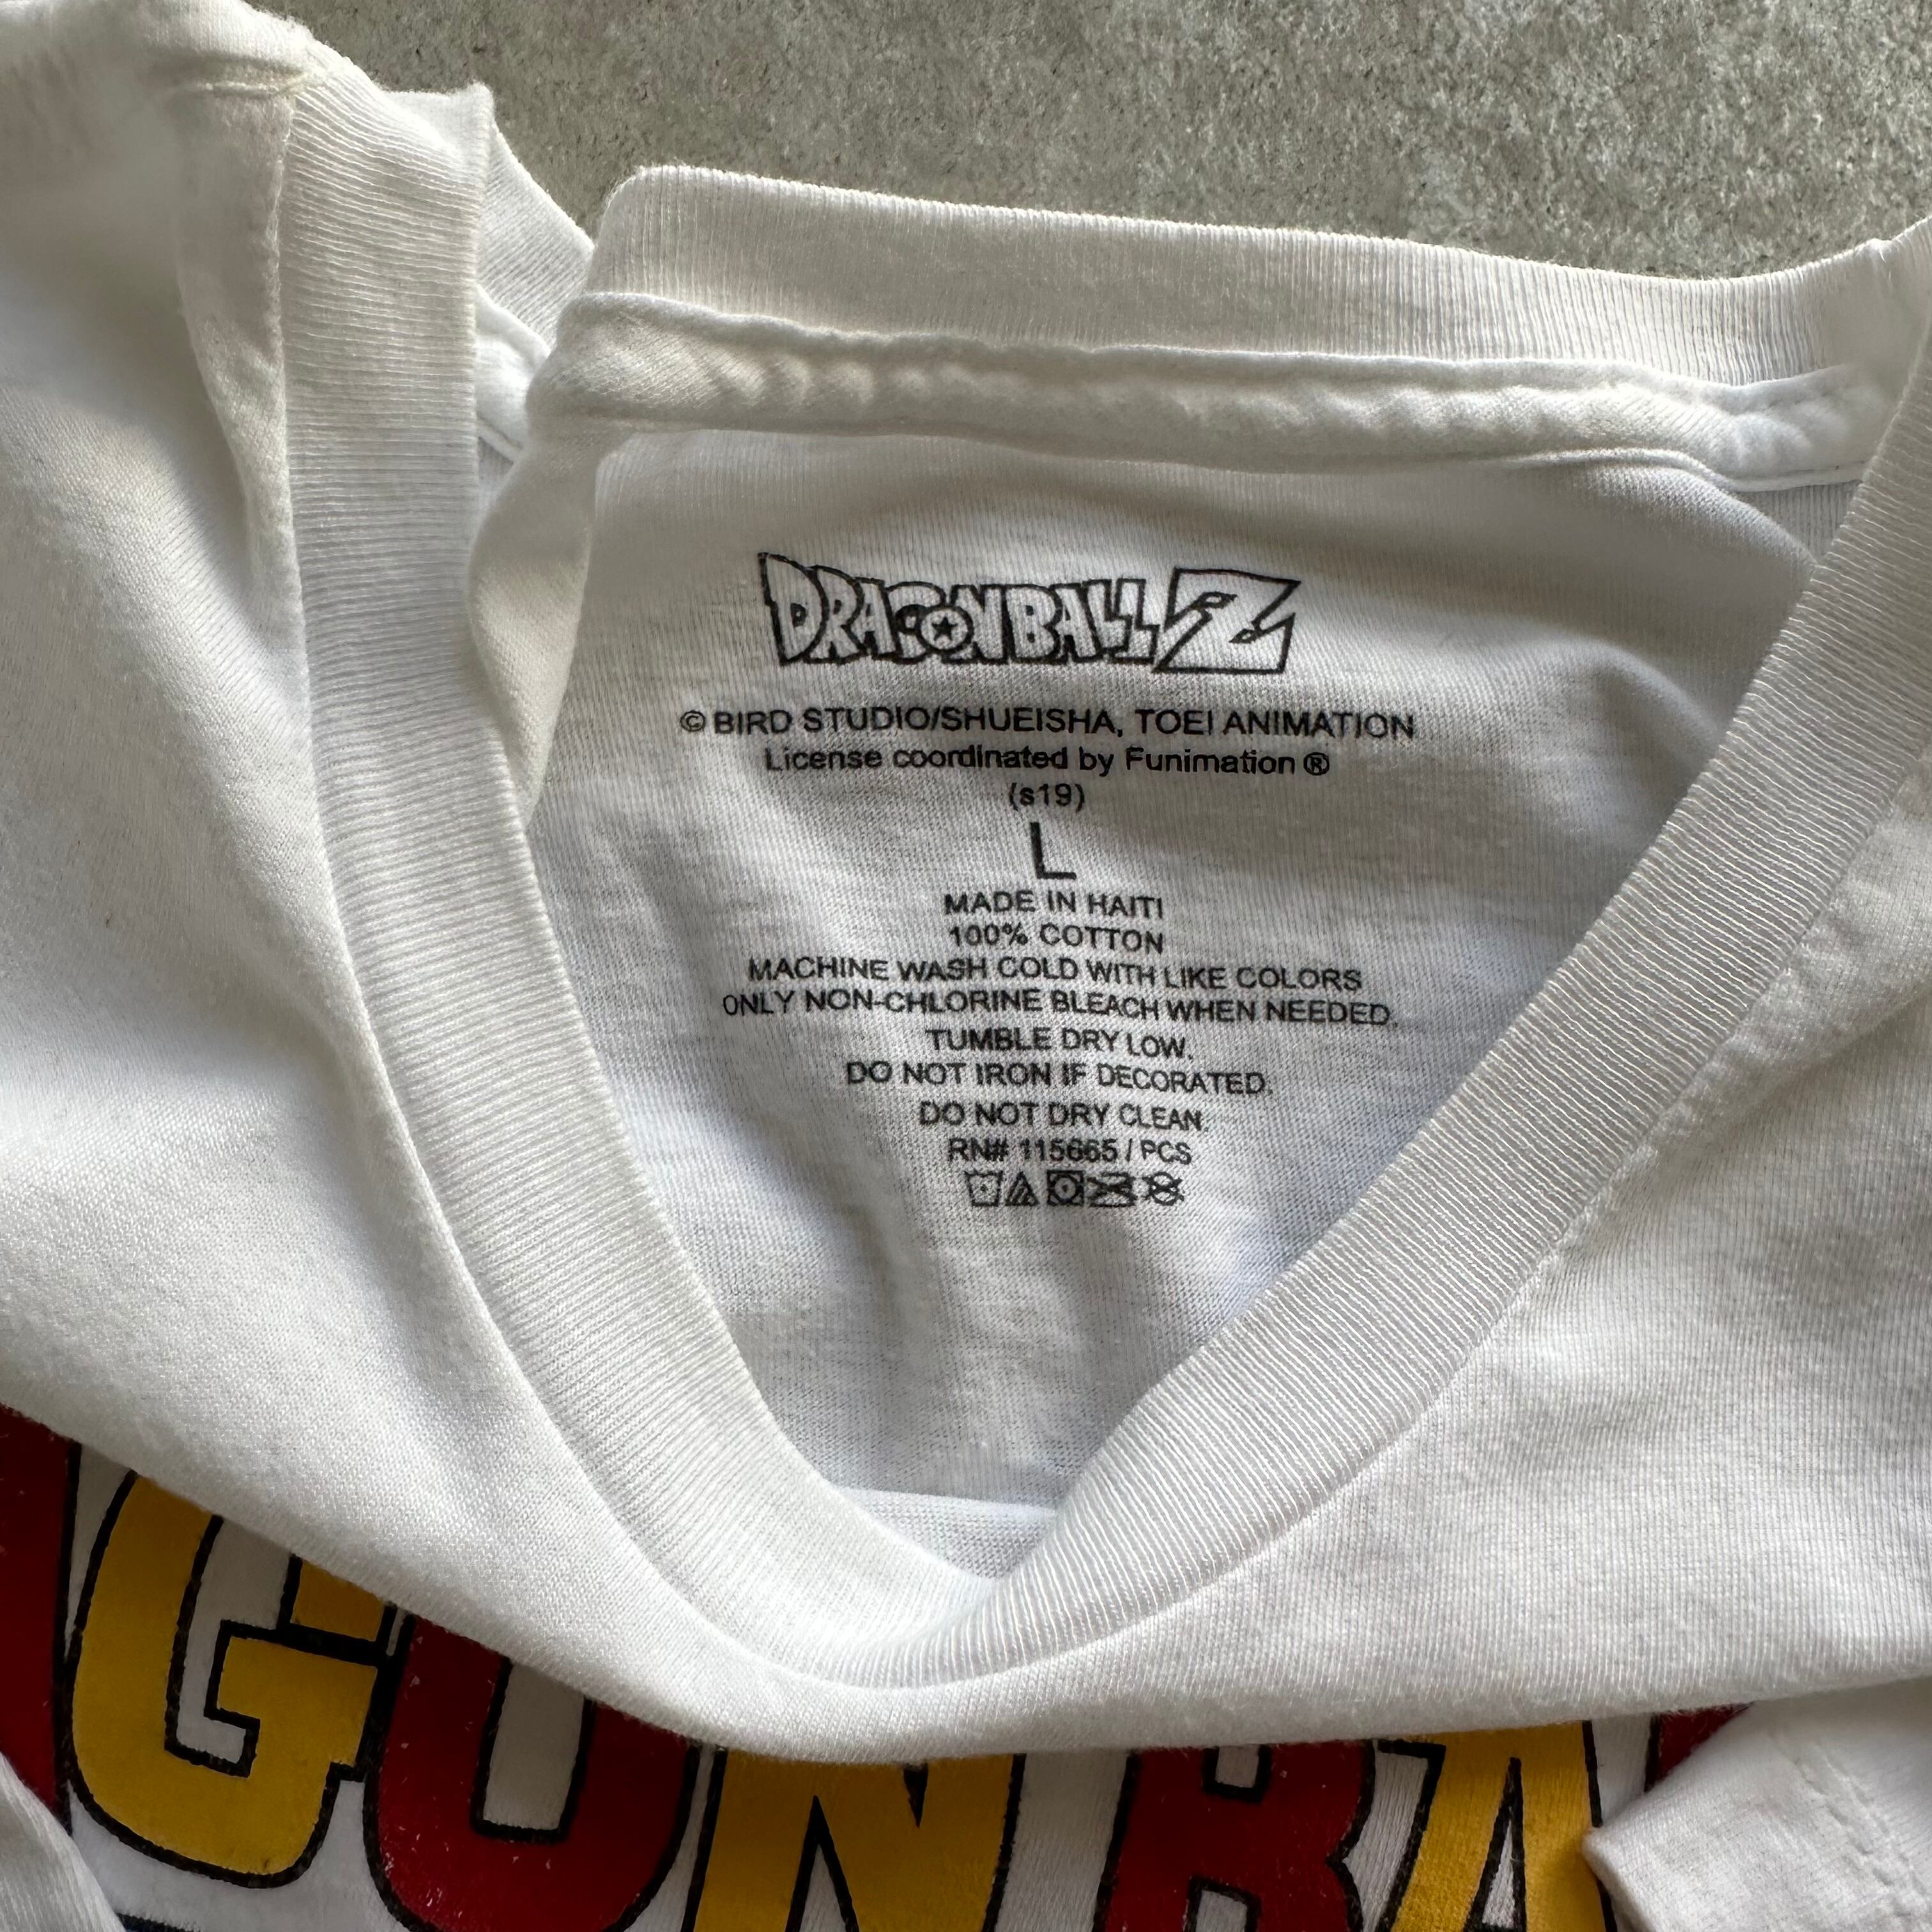 DRAGONBALL Z
© BIRD STUDIO/SHUEISHA, TOEI ANIMATION
License coordinated by Funimation ®
(s19)
L
MADE IN HAITI
100% COTTON
MACHINE WASH COLD WITH LIKE COLORS
ONLY NON-CHLORINE BLEACH WHEN NEEDED.
TUMBLE DRY LOW.
DO NOT IRON IF DECORATED.
DO NOT DRY CLEAN.
RN# 115665 / PCS
GON BA